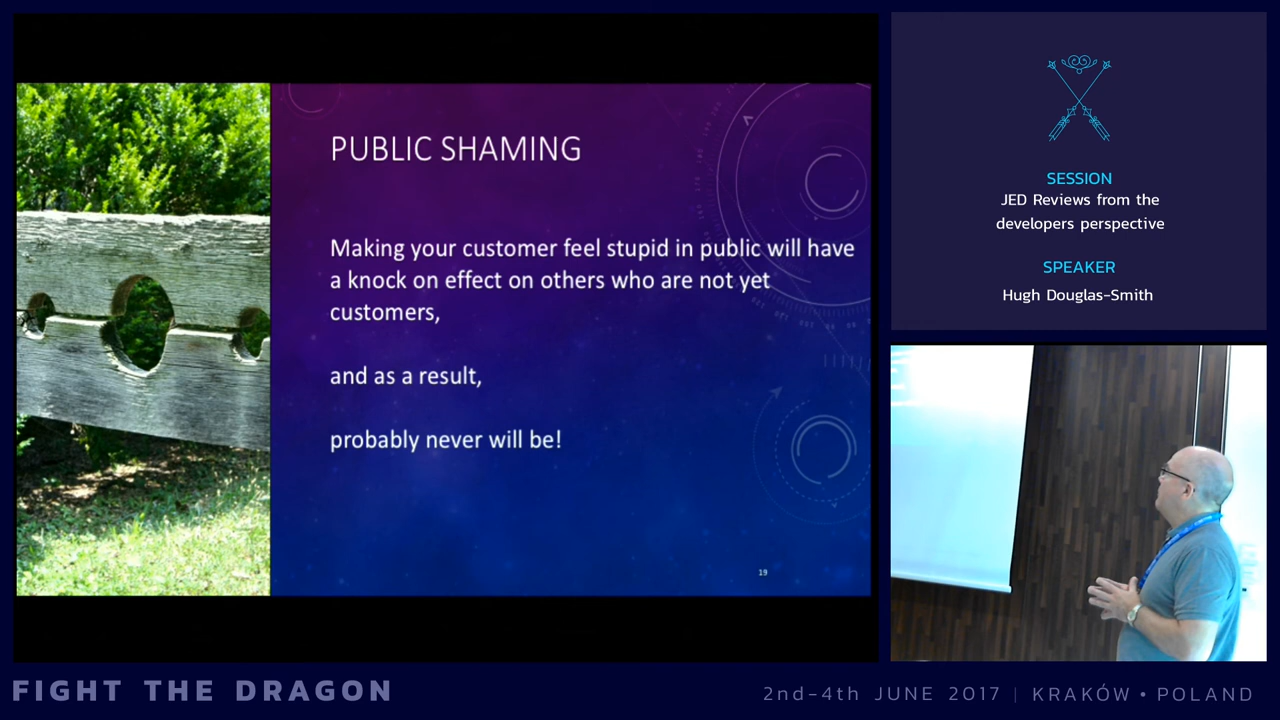 PUBLIC SHAMING
Making your customer feel stupid in public will have
a knock on effect on others who are not yet
customers,
and as a result,
probably never will be!
19
SESSION
JED Reviews from the
developers perspective
SPEAKER
Hugh Douglas-Smith
FIGHT THE DRAGON
2nd-4th JUNE 2017 | KRAKÓW • POLAND